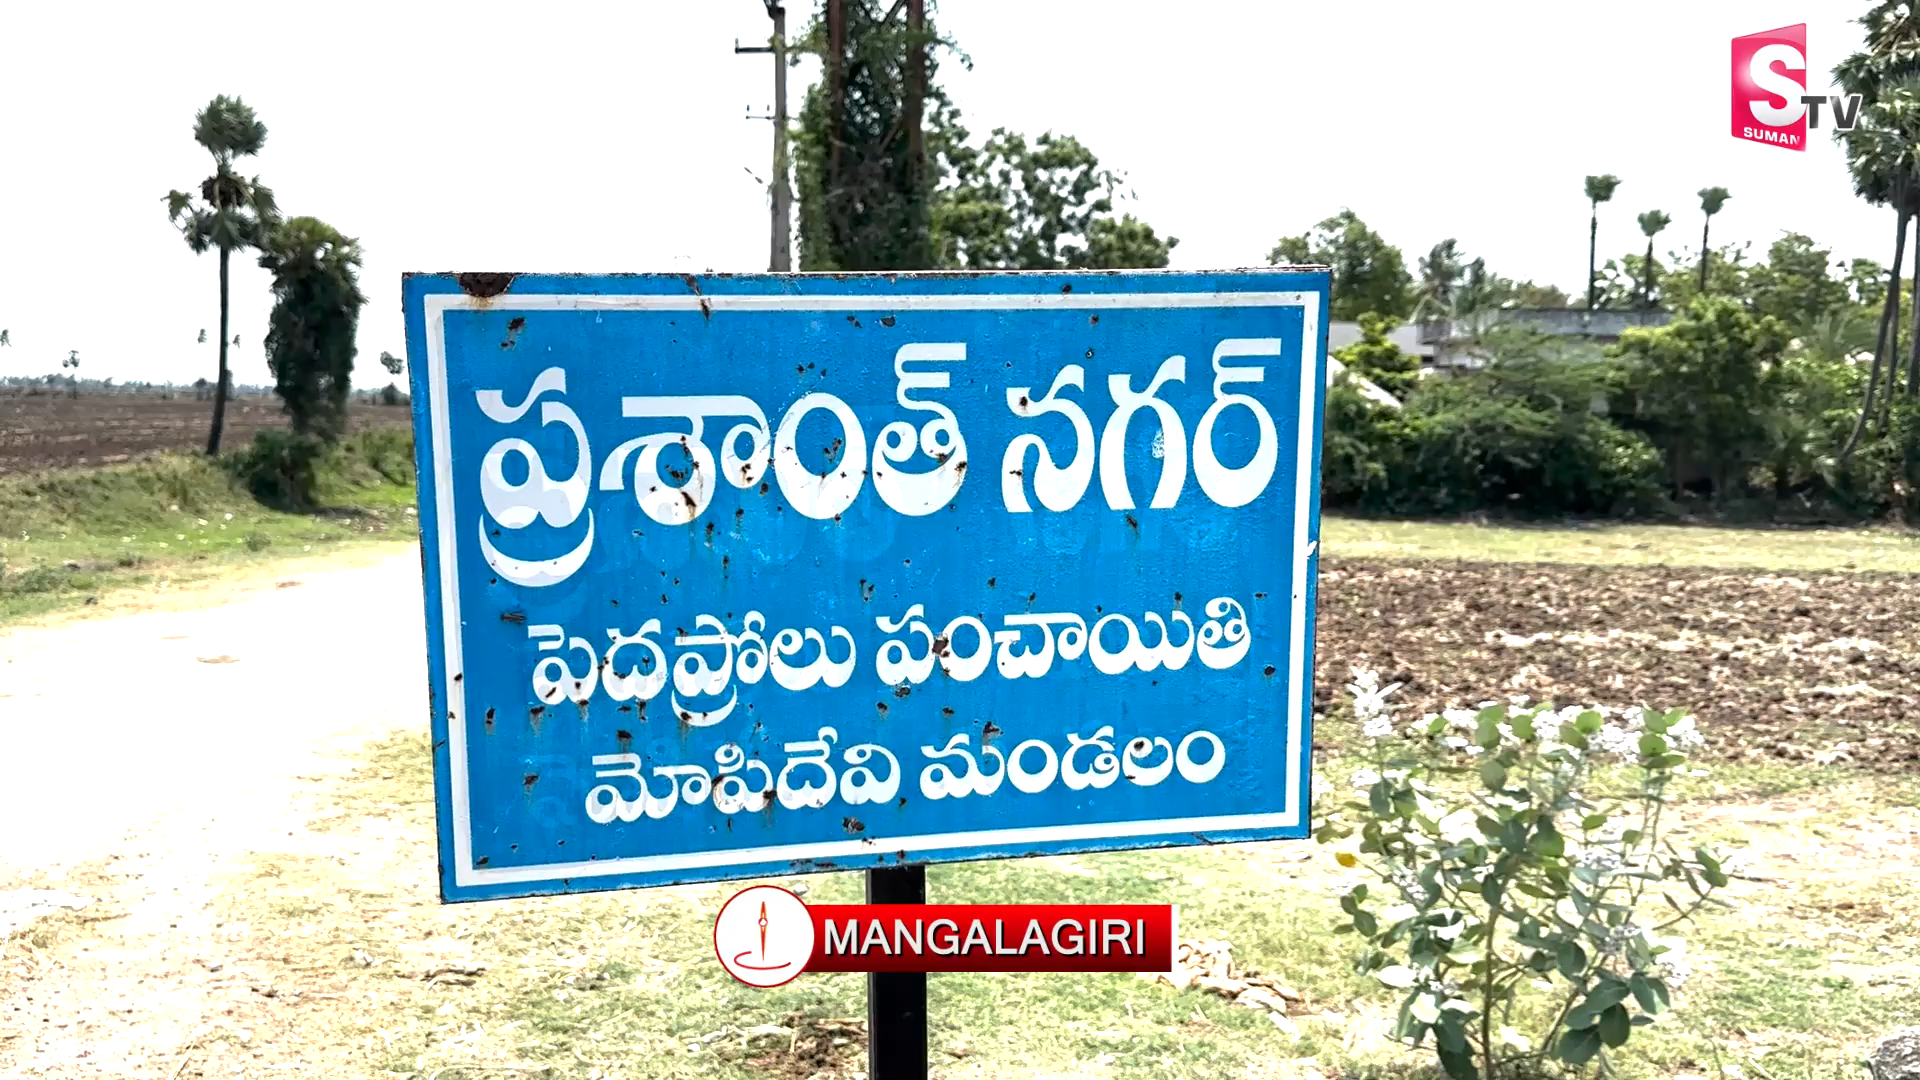 S
SUMAN
TV
ప్రశాంత్ నగర్
పెదప్రోలు పంచాయితి
మోపిదేవి మండలం
MANGALAGIRI